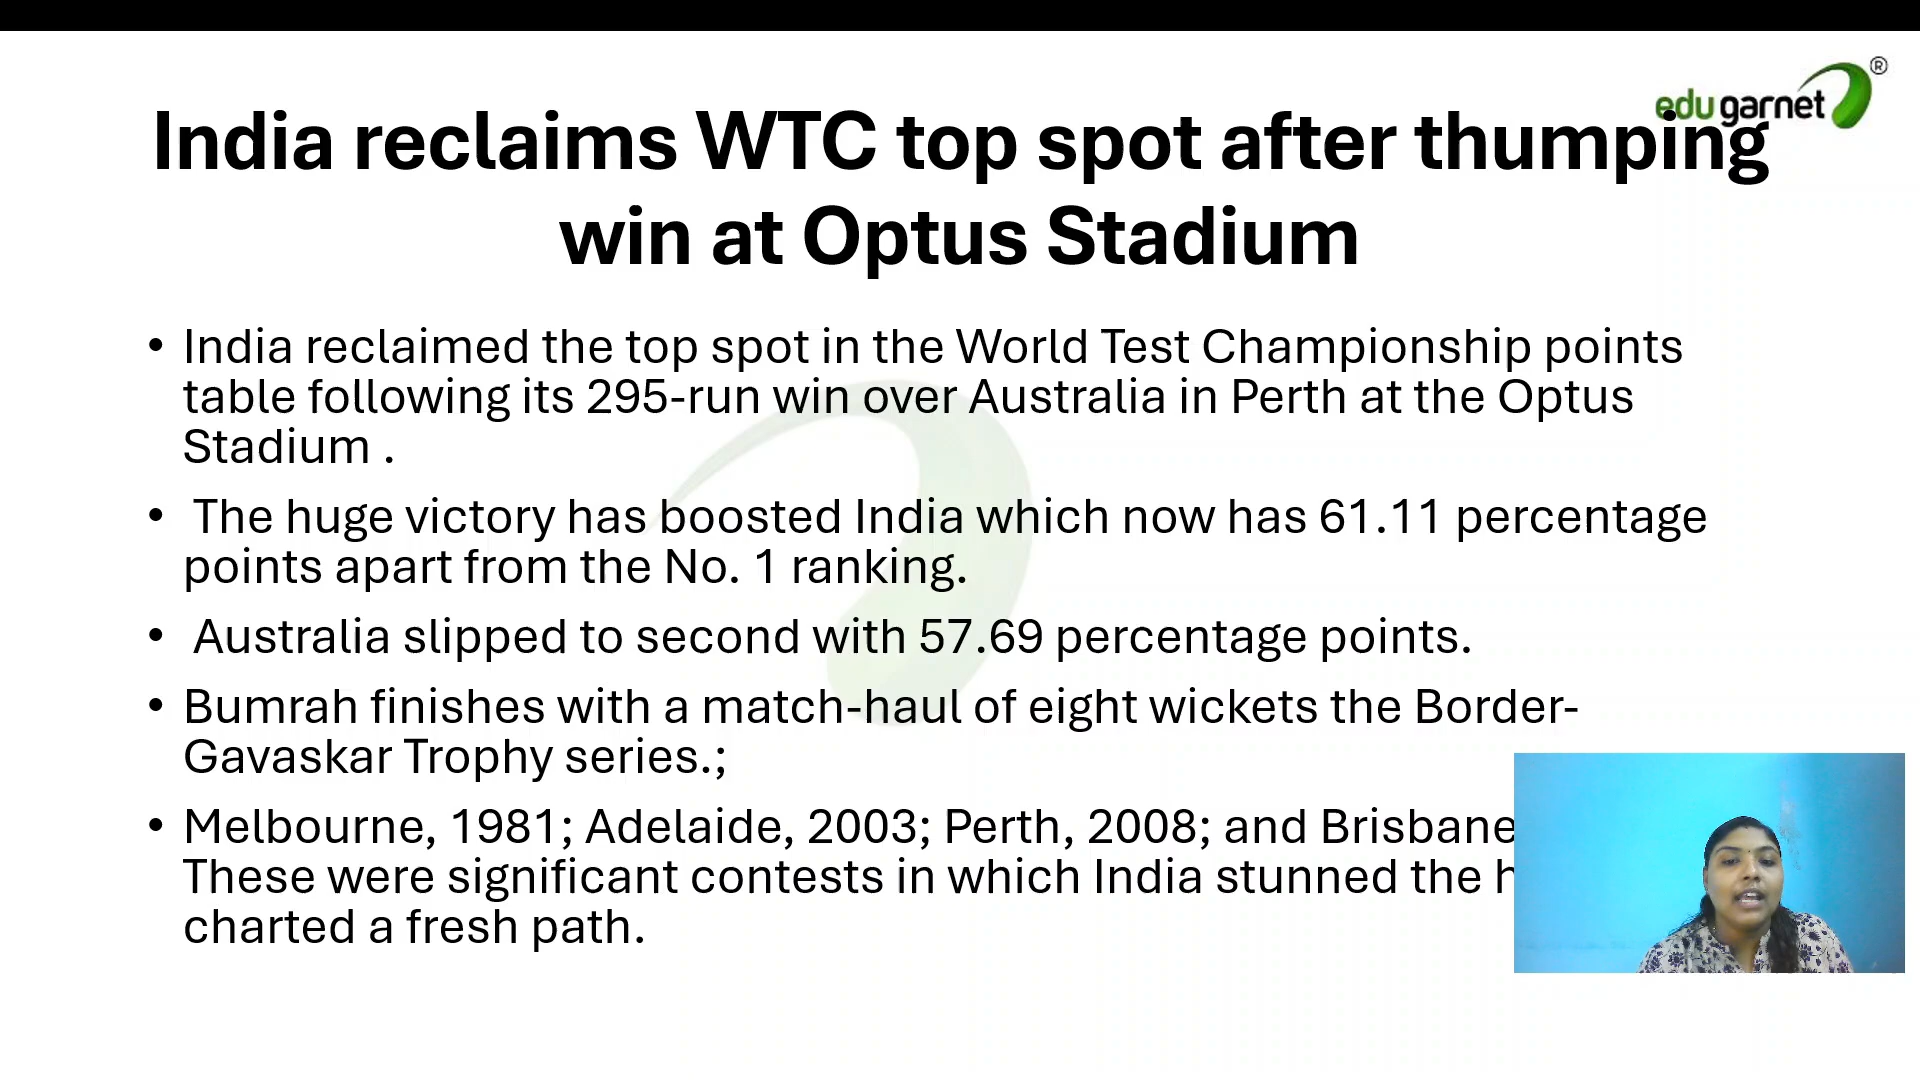 edu garnet ®
India reclaims WTC top spot after thumping
win at Optus Stadium
• India reclaimed the top spot in the World Test Championship points
table following its 295-run win over Australia in Perth at the Optus
Stadium .
• The huge victory has boosted India which now has 61.11 percentage
points apart from the No. 1 ranking.
• Australia slipped to second with 57.69 percentage points.
• Bumrah finishes with a match-haul of eight wickets the Border-
Gavaskar Trophy series.;
• Melbourne, 1981; Adelaide, 2003; Perth, 2008; and Brisbane
These were significant contests in which India stunned the
charted a fresh path.